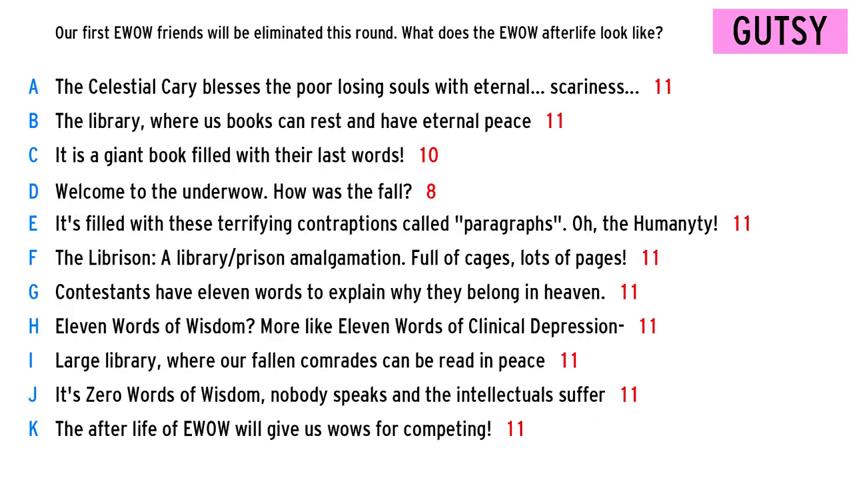 Our first EWOW friends will be eliminated this round. What does the EWOW afterlife look like?
GUTSY
A The Celestial Cary blesses the poor losing souls with eternal... scariness... 11
B The library, where us books can rest and have eternal peace 11
C It is a giant book filled with their last words! 10
D Welcome to the underwow. How was the fall? 8
E It's filled with these terrifying contraptions called "paragraphs". Oh, the Humanyty! 11
F The Librison: A library/prison amalgamation. Full of cages, lots of pages! 11
G Contestants have eleven words to explain why they belong in heaven. 11
H Eleven Words of Wisdom? More like Eleven Words of Clinical Depression- 11
I Large library, where our fallen comrades can be read in peace 11
J It's Zero Words of Wisdom, nobody speaks and the intellectuals suffer 11
K The after life of EWOW will give us wows for competing! 11